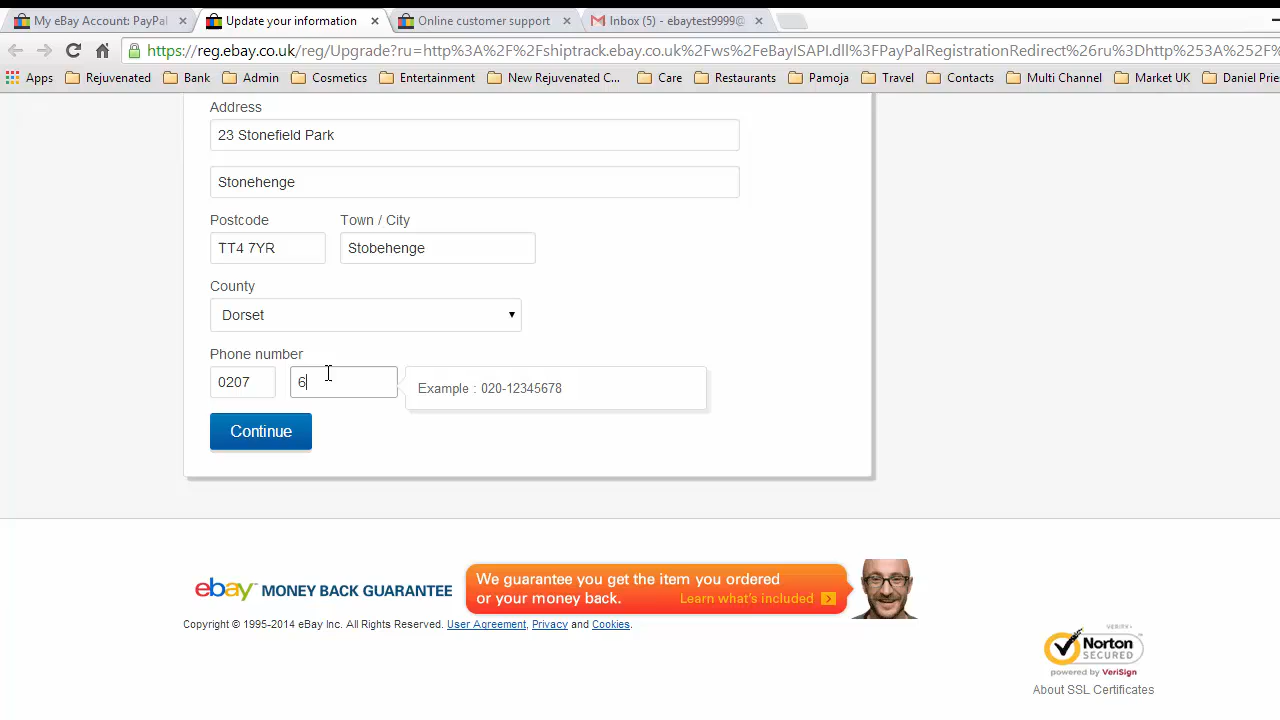 My eBay Account: PayPal
Update your information
Online customer support
Inbox (5) - ebaytest9999@
https://reg.ebay.co.uk/reg/Upgrade?ru=http%3A%2F%2Fshiptrack.ebay.co.uk%2Fws%2FeBayISAPI.dll%3FPayPalRegistrationRedirect%26ru%3Dhttp%253A%252F%
Apps Rejuvenated Bank Admin Cosmetics Entertainment New Rejuvenated C... Care Restaurants Pamoja Travel Contacts Multi Channel Market UK Daniel Prie
Address
23 Stonefield Park
Stonehenge
Postcode Town / City
TT4 7YR Stobehenge
County
Dorset
Phone number
0207 6 Example : 020-12345678
Continue
ebay MONEY BACK GUARANTEE
We guarantee you get the item you ordered
or your money back. Learn what's included
Copyright © 1995-2014 eBay Inc. All Rights Reserved. User Agreement, Privacy and Cookies.
VERIFY
Norton
SECURED
powered by VeriSign
About SSL Certificates